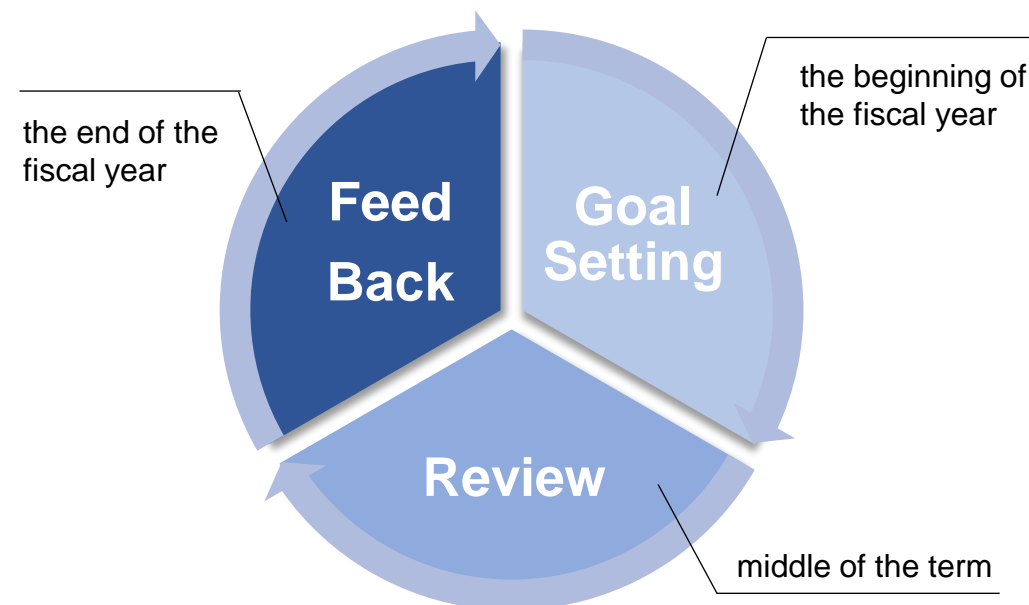 the beginning of
the fiscal year
the end of the
fiscal year
Feed
Back
Goal
Setting
Review
middle of the term